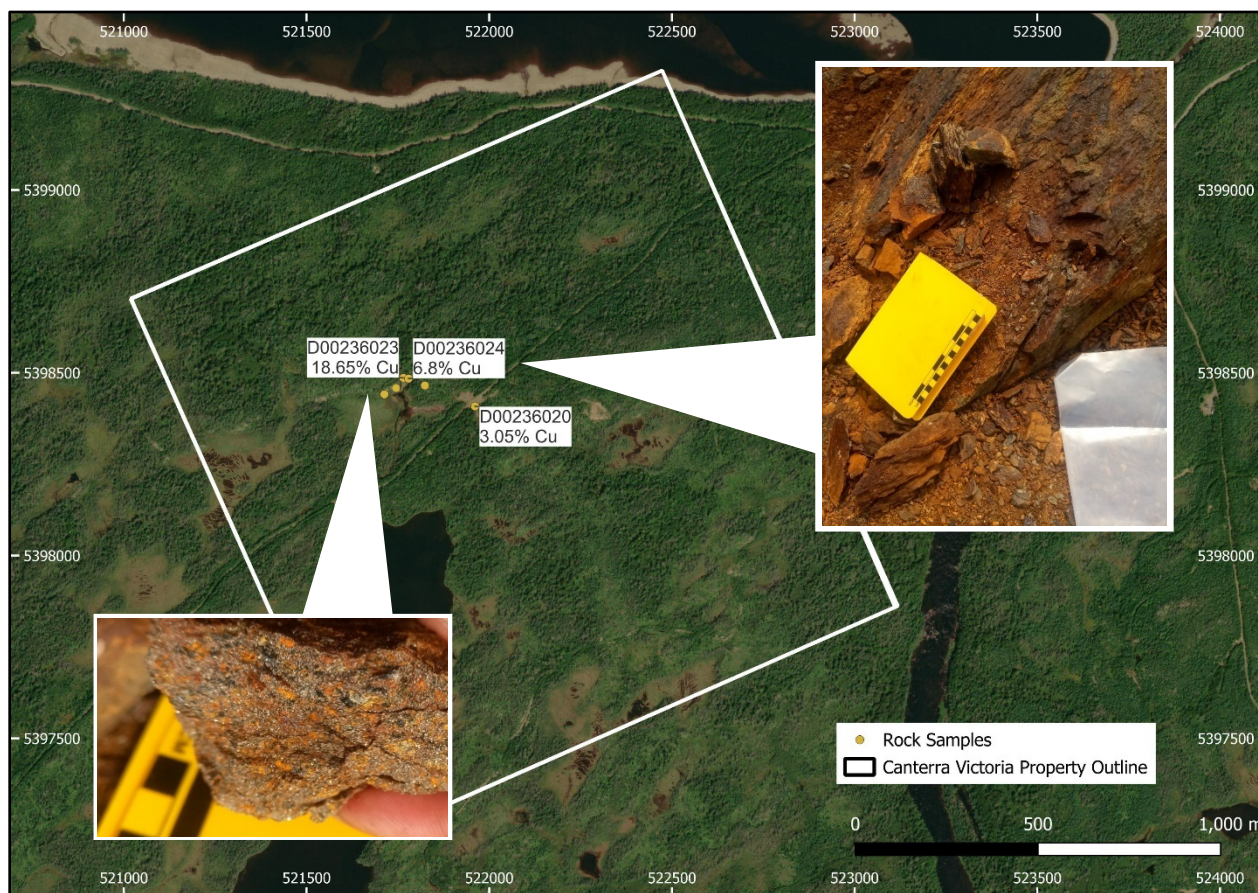 521000 521500 522000 522500 523000 523500 524000
5399000 5399000
D00236023
18.65% Cu
D00236024
6.8% Cu
5398500 5398500
D00236020
3.05% Cu
5398000 5398000
Rock Samples
Canterra Victoria Property Outline
5397500 5397500
0 500 1,000 m
521000 521500 522000 522500 523000 523500 524000